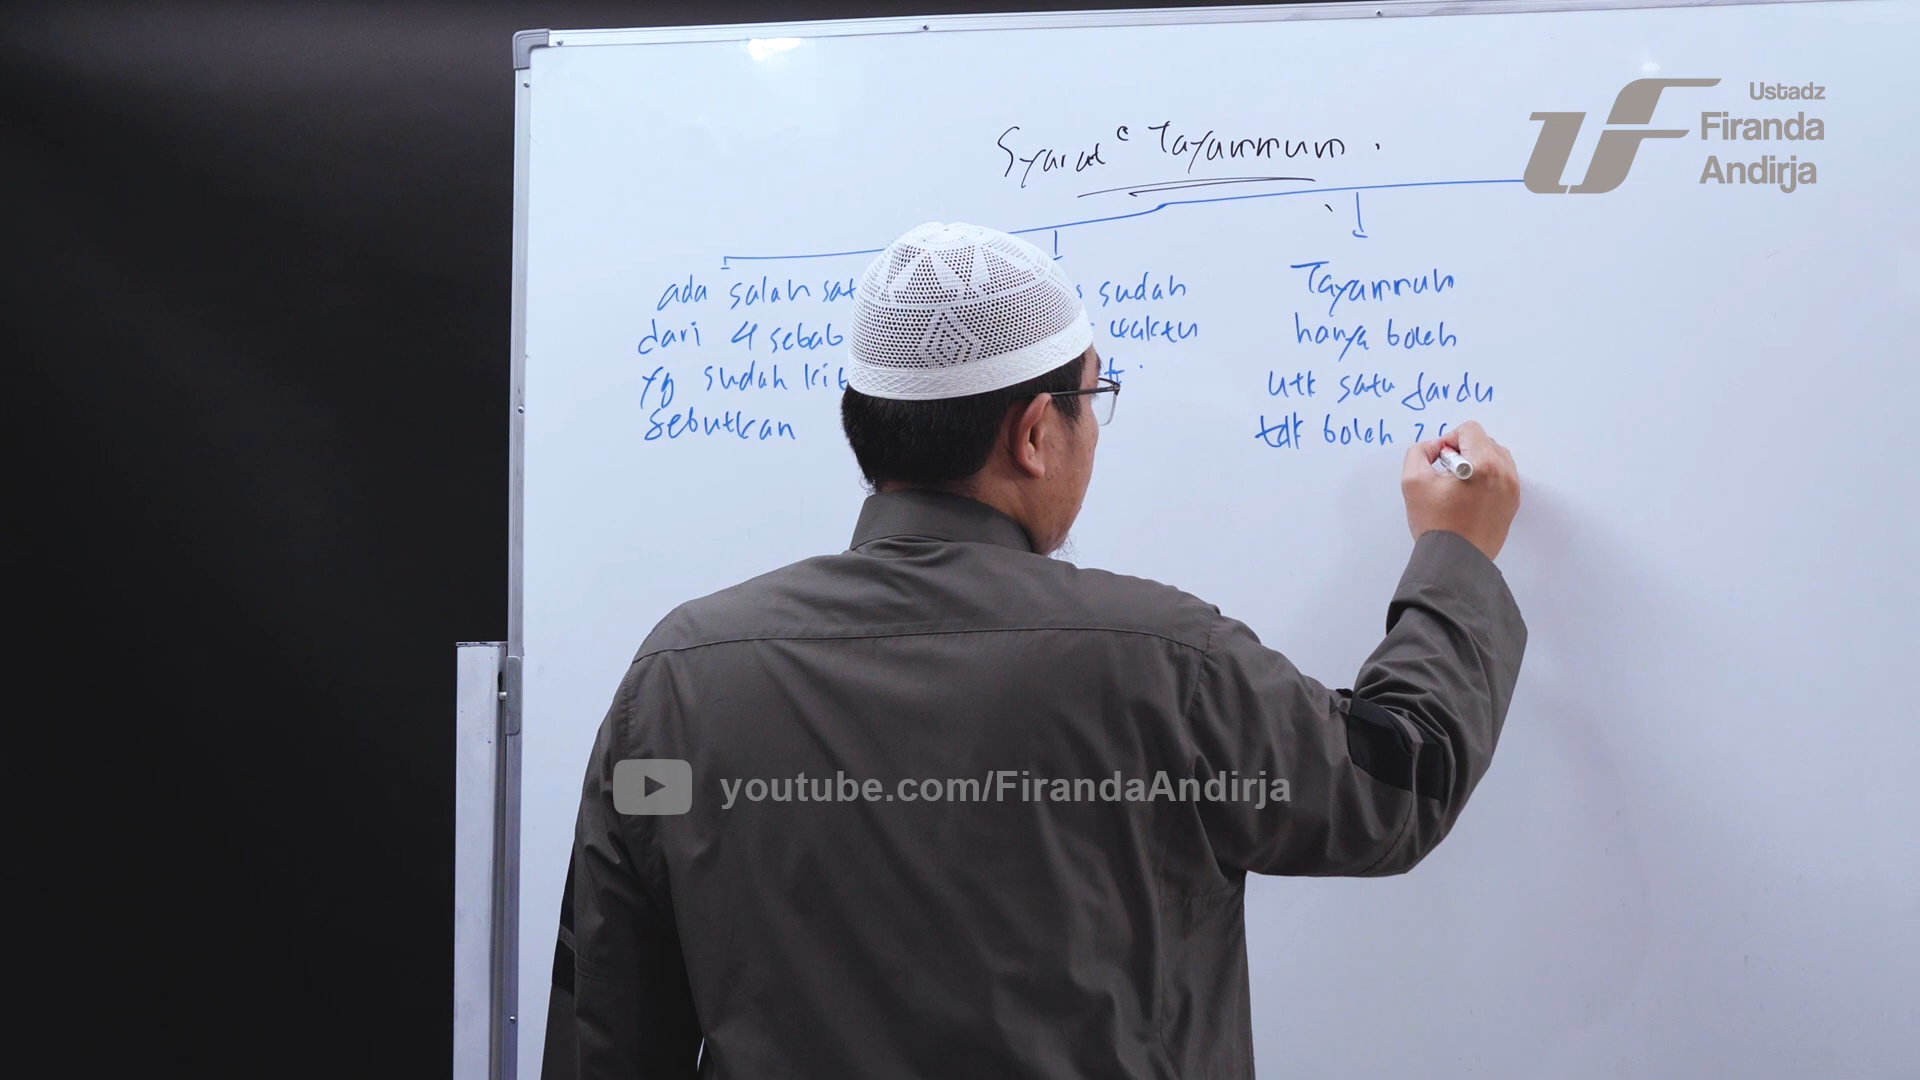 Ustadz
Firanda
Andirja
Syarat² Tayammum.
ada salah sat
dari 4 sebab
yg sudah kit
sebutkan
sudah
waktu
Tayammum
hanya boleh
utk satu fardu
tdk boleh 2
youtube.com/FirandaAndirja